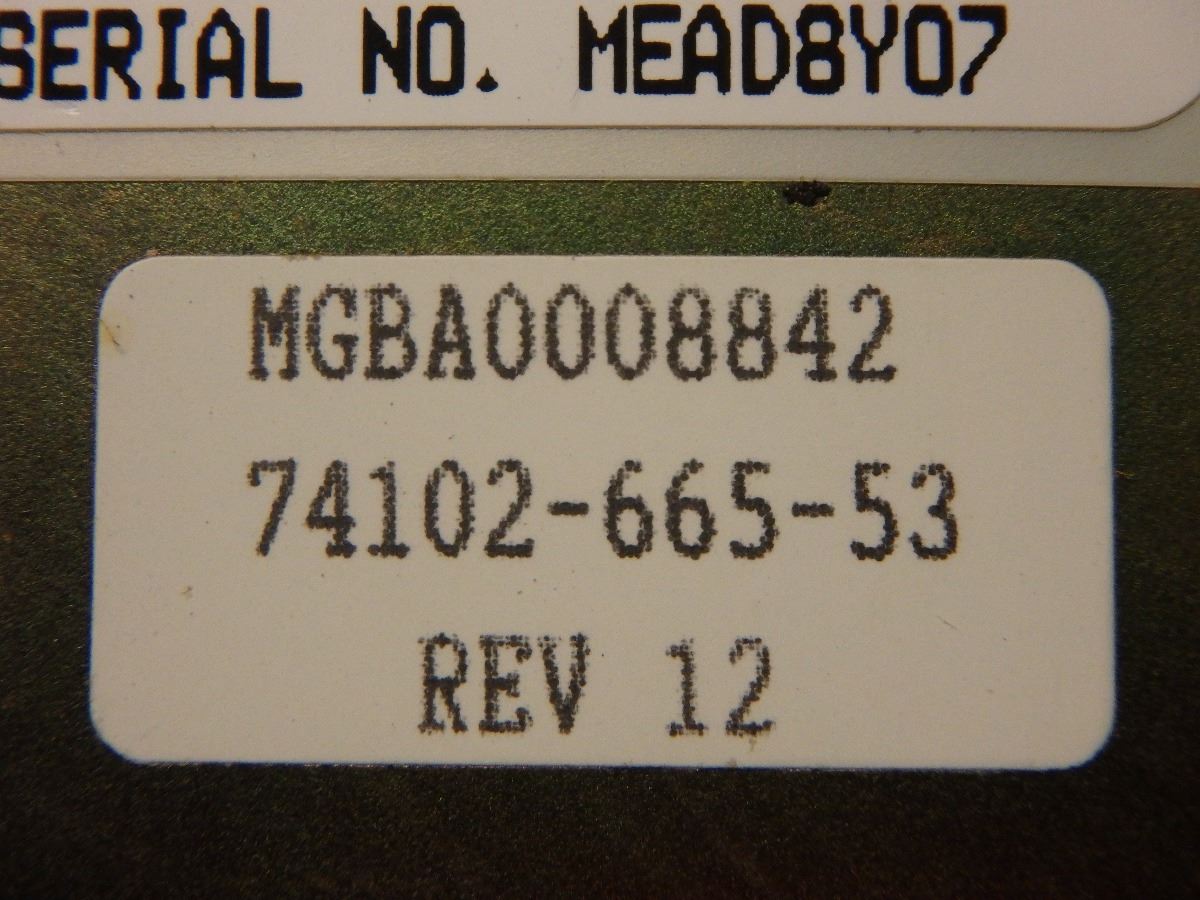 SERIAL NO. MEAD8Y07
MGBA0008842
74102-665-53
REV 12